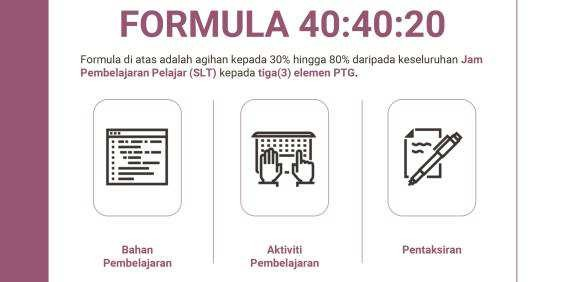 FORMULA 40:40:20
Formula di atas adalah agihan kepada 30% hingga 80% daripada keseluruhan Jam
Pembelajaran Pelajar (SLT) kepada tiga(3) elemen PTG.
Bahan
Pembelajaran
Aktiviti
Pembelajaran
Pentaksiran